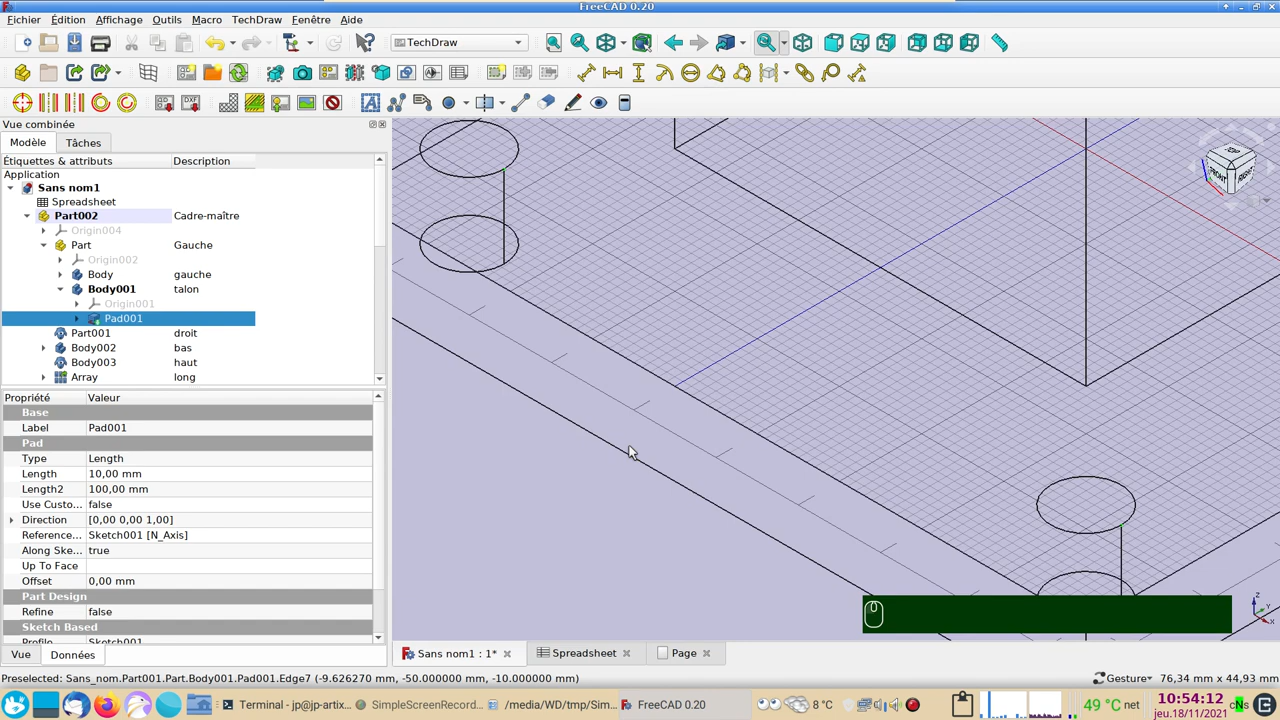 FreeCAD 0.20
Fichier Édition Affichage Outils Macro TechDraw Fenêtre Aide
TechDraw
Vue combinée
Modèle Tâches
Étiquettes & attributs Description
Application
Sans nom1
Spreadsheet
Part002 Cadre-maître
Origin004
Part Gauche
Origin002
Body gauche
Body001 talon
Origin001
Pad001
Part001 droit
Body002 bas
Body003 haut
Array long
Propriété Valeur
Base
Label Pad001
Pad
Type Length
Length 10,00 mm
Length2 100,00 mm
Use Custo... false
Direction [0,00 0,00 1,00]
Reference... Sketch001 [N_Axis]
Along Ske... true
Up To Face
Offset 0,00 mm
Part Design
Refine false
Sketch Based
Profile Sketch001
Vue Données
Sans nom1 : 1* Spreadsheet Page
Preselected: Sans_nom.Part001.Part.Body001.Pad001.Edge7 (-9.626270 mm, -50.000000 mm, -10.000000 mm) Gesture 76,34 mm x 44,93 mm
Terminal - jp@jp-artix... SimpleScreenRecord... /media/WD/tmp/Sim... FreeCAD 0.20 8°C 49 °C net 10:54:12
jeu.18/11/2021